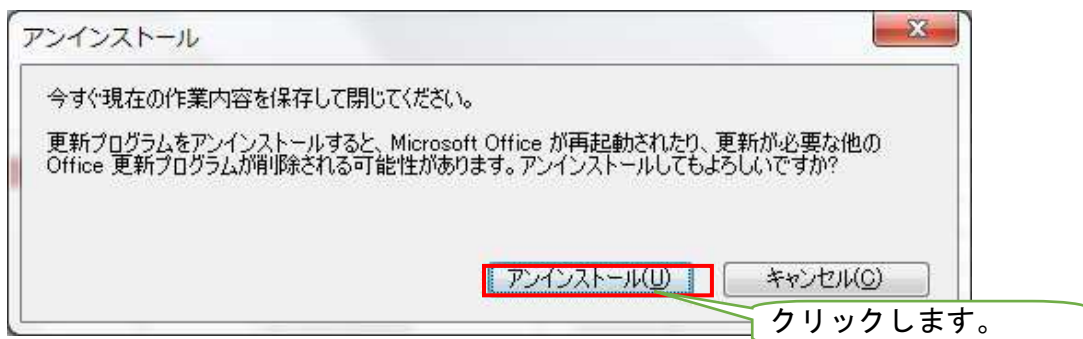 アンインストール
今すぐ現在の作業内容を保存して閉じてください。
更新プログラムをアンインストールすると、Microsoft Office が再起動されたり、更新が必要な他の
Office 更新プログラムが削除される可能性があります。アンインストールしてもよろしいですか?
アンインストール(U)
キャンセル(C)
クリックします。